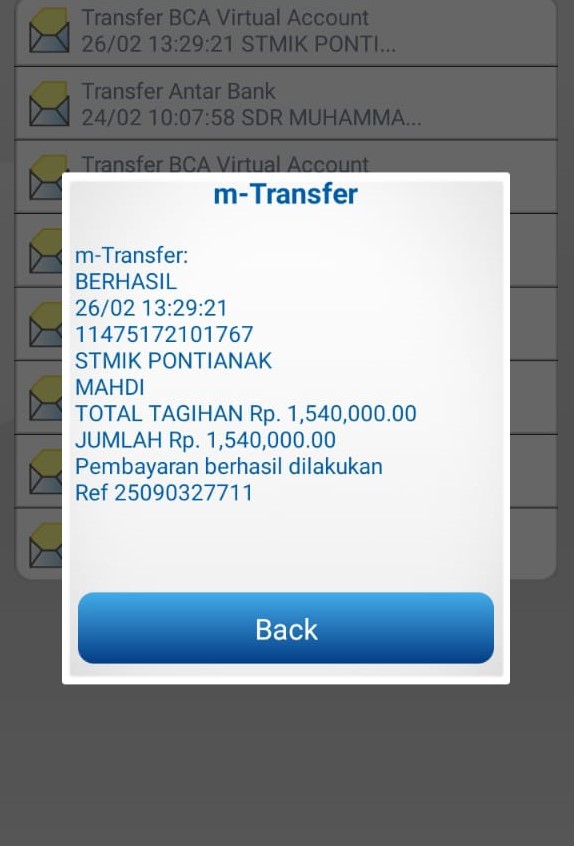 Transfer BCA Virtual Account
26/02 13:29:21 STMIK PONTI...
Transfer Antar Bank
24/02 10:07:58 SDR MUHAMMA...
Transfer BCA Virtual Account
m-Transfer
m-Transfer:
BERHASIL
26/02 13:29:21
11475172101767
STMIK PONTIANAK
MAHDI
TOTAL TAGIHAN Rp. 1,540,000.00
JUMLAH Rp. 1,540,000.00
Pembayaran berhasil dilakukan
Ref 25090327711
Back